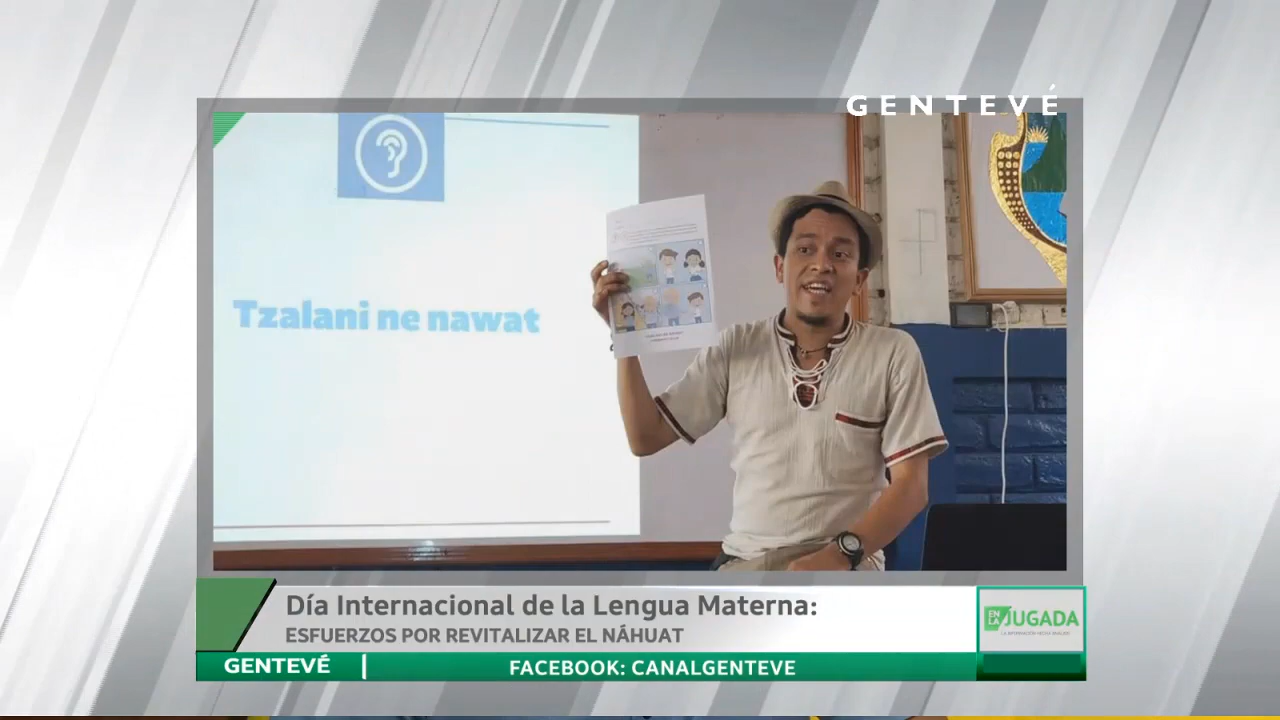 GENTEVÉ
Tzalani ne nawat
Día Internacional de la Lengua Materna:
ESFUERZOS POR REVITALIZAR EL NÁHUAT
EN LA JUGADA
GENTEVÉ
FACEBOOK: CANALGENTEVE